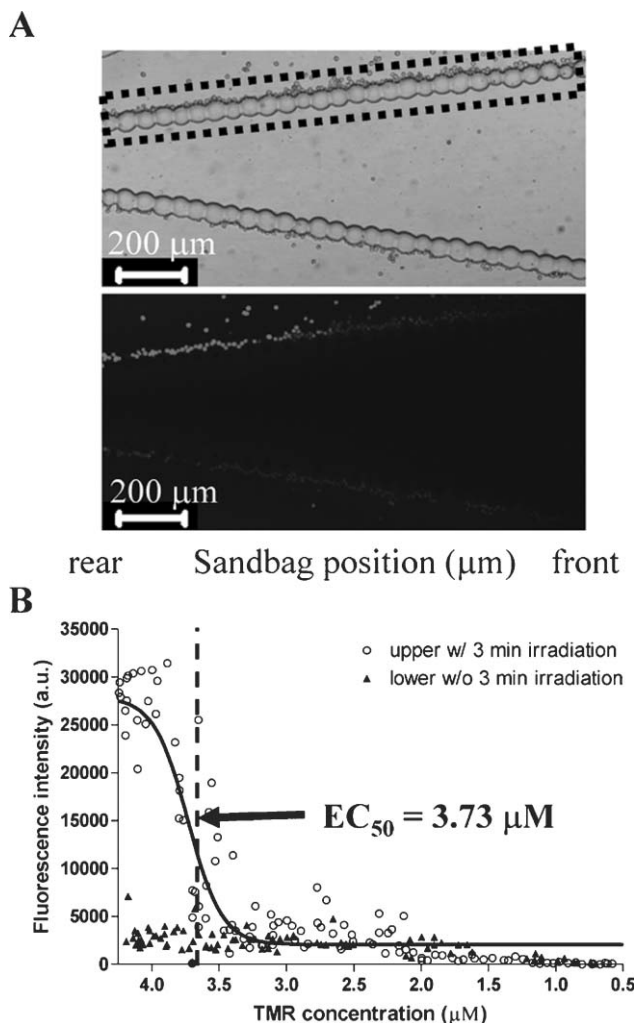 A
200 μm
200 μm
rear Sandbag position (μm) front
B
35000
30000
25000
20000
15000
10000
5000
0
Fluorescence intensity (a.u.)
upper w/ 3 min irradiation
lower w/o 3 min irradiation
EC50 = 3.73 μM
4.0 3.5 3.0 2.5 2.0 1.5 1.0 0.5
TMR concentration (μM)